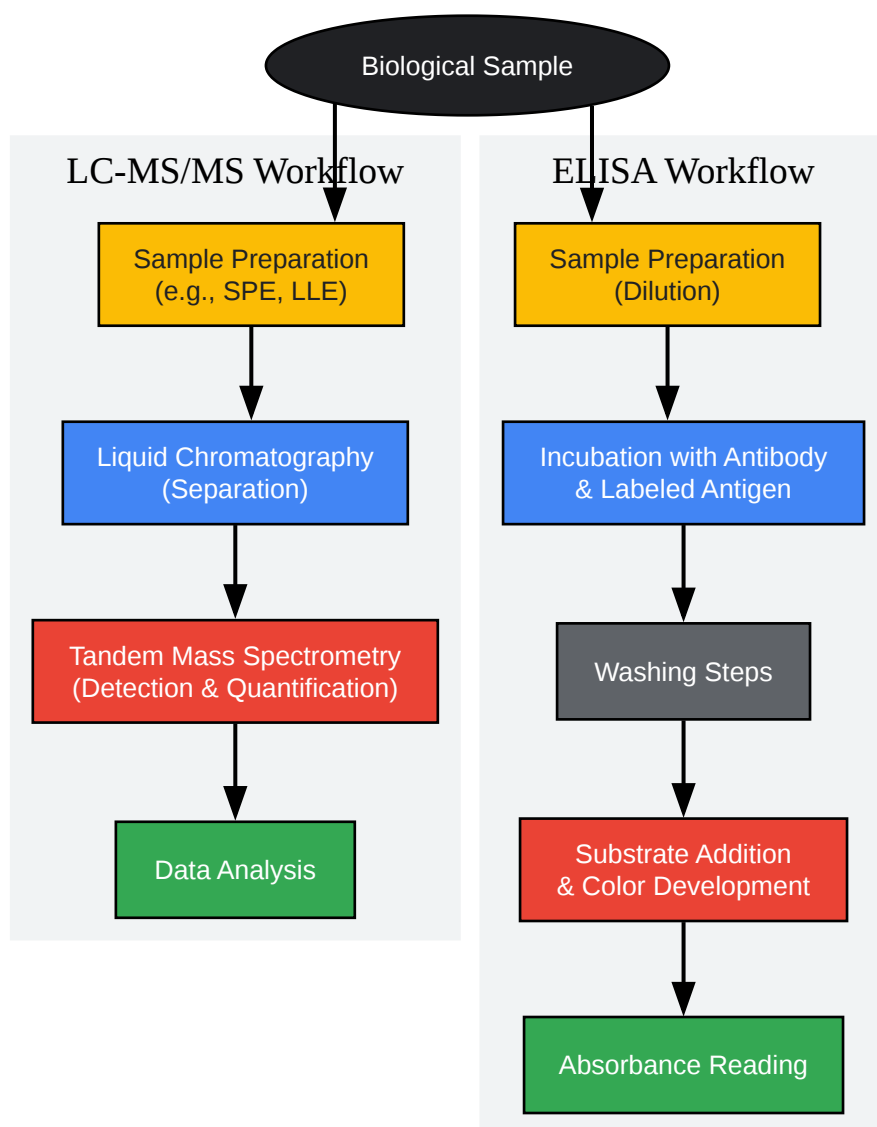 Biological Sample
LC-MS/MS Workflow
Sample Preparation
(e.g., SPE, LLE)
Liquid Chromatography
(Separation)
Tandem Mass Spectrometry
(Detection & Quantification)
Data Analysis
ELISA Workflow
Sample Preparation
(Dilution)
Incubation with Antibody
& Labeled Antigen
Washing Steps
Substrate Addition
& Color Development
Absorbance Reading